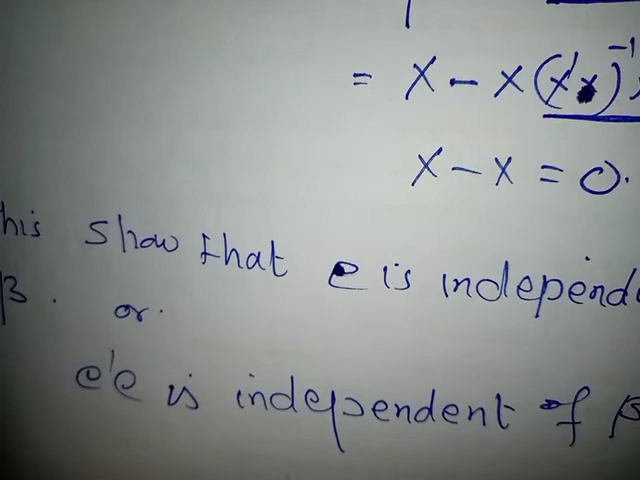 = X - X(X'X)⁻¹
X - X = 0.
his show that e is independ
β. or.
e'e is independent of β